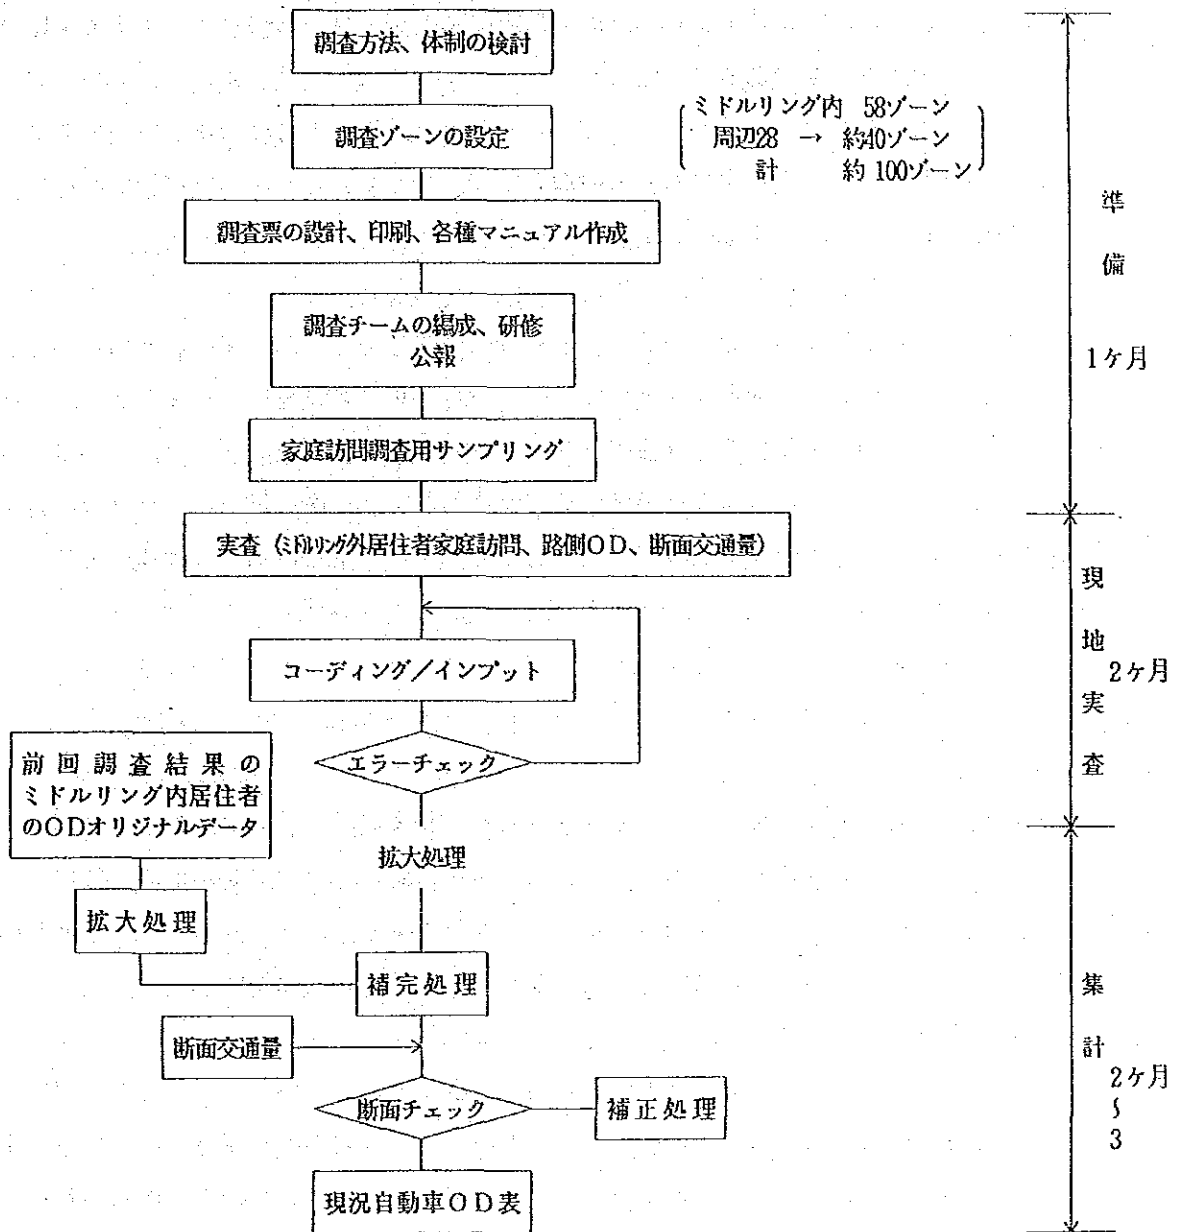 調査方法、体制の検討
調査ゾーンの設定
ミドルリング内 58ゾーン
周辺28 → 約40ゾーン
計 約100ゾーン
調査票の設計、印刷、各種マニュアル作成
調査チームの編成、研修
公報
家庭訪問調査用サンプリング
準備
1ヶ月
実査(ミドルリング外居住者家庭訪問、路側OD、断面交通量)
コーディング/インプット
エラーチェック
現地実査
2ヶ月
前回調査結果の
ミドルリング内居住者
のODオリジナルデータ
拡大処理
拡大処理
補完処理
断面交通量
断面チェック
補正処理
現況自動車OD表
集計
2ヶ月
〜
3